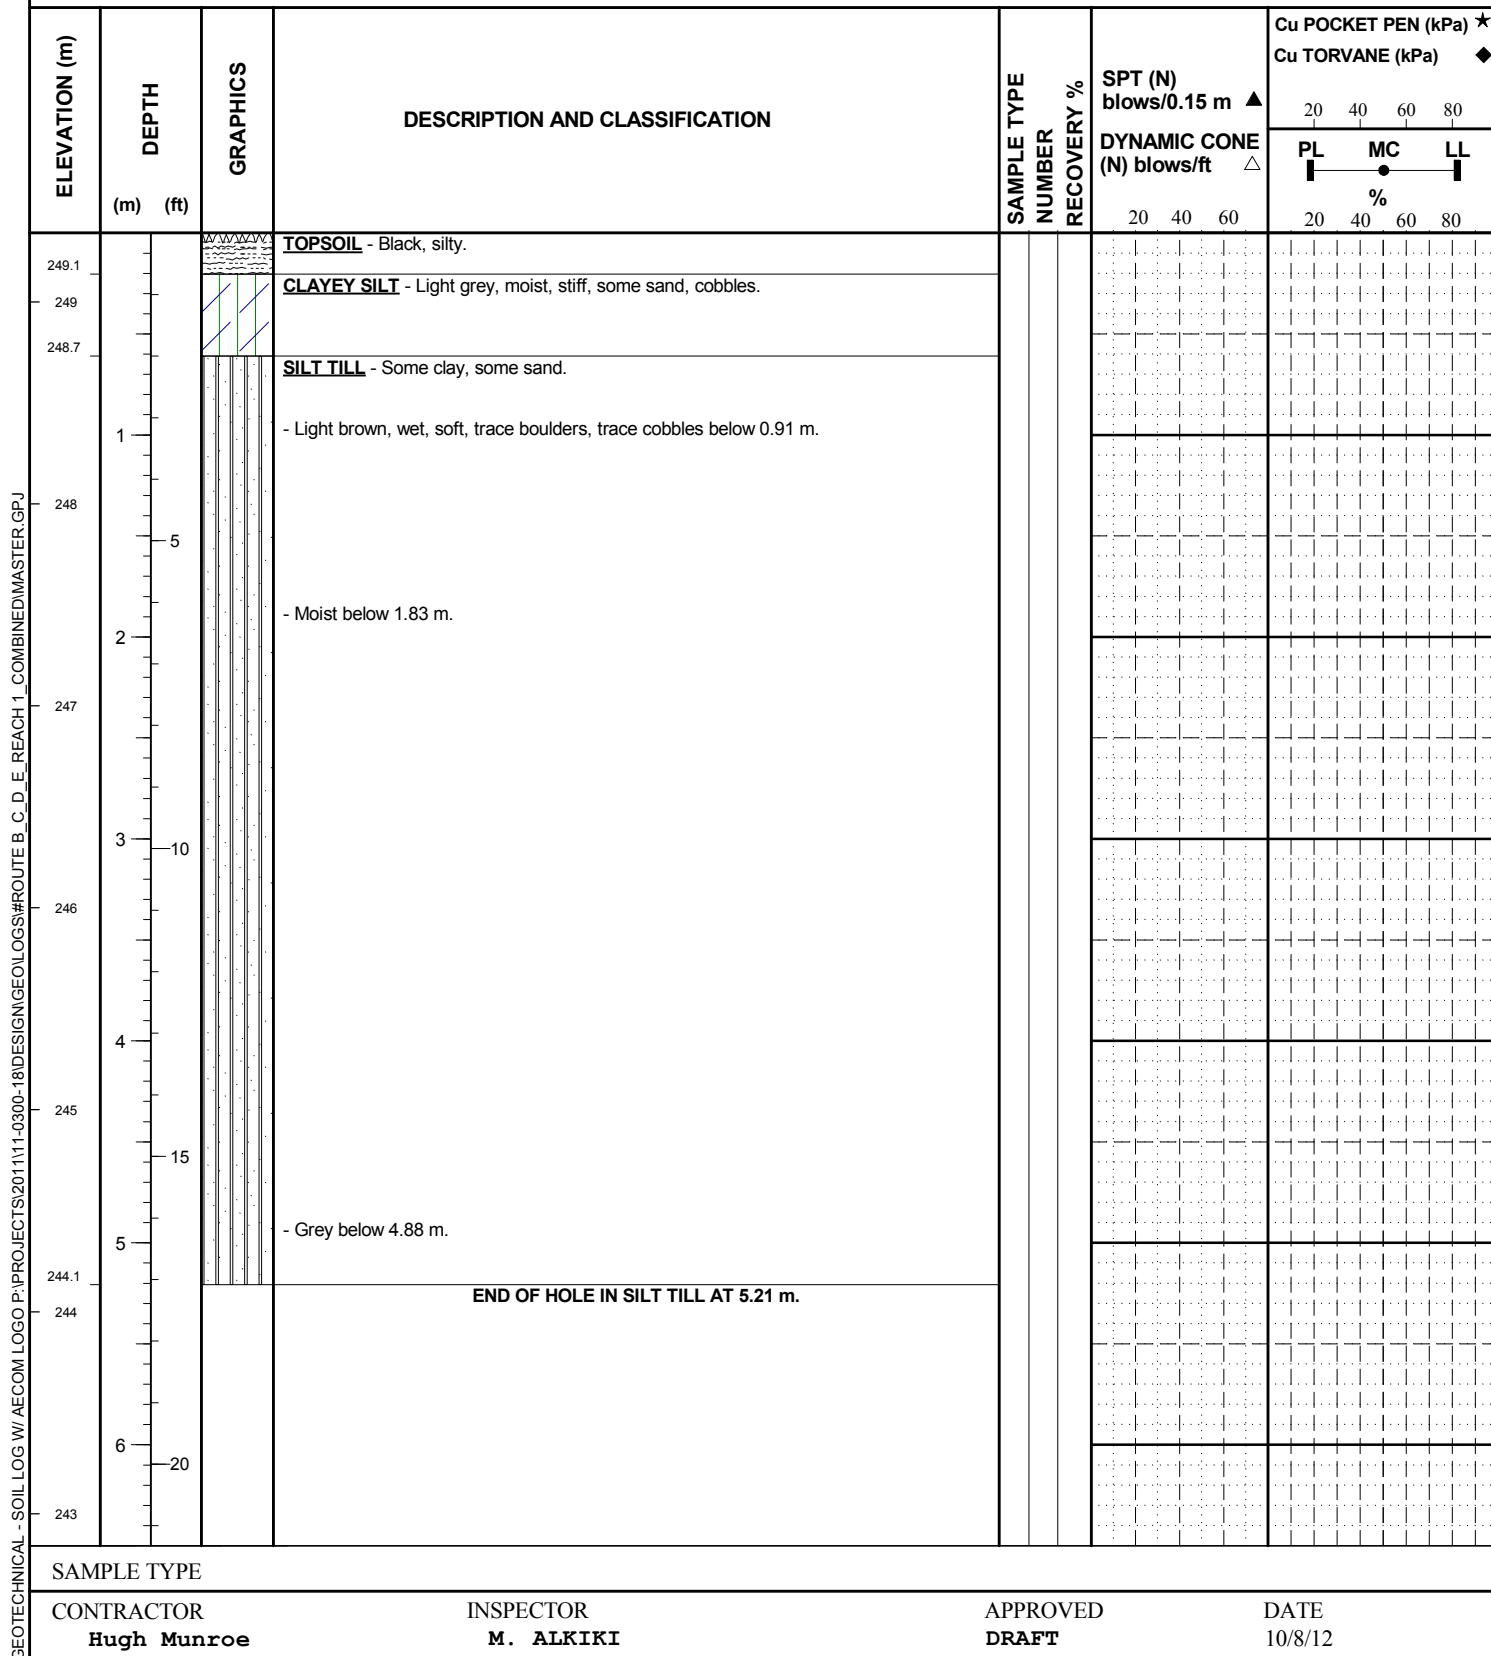 ELEVATION (m)
DEPTH
(m) (ft)
GRAPHICS
DESCRIPTION AND CLASSIFICATION
SAMPLE TYPE
NUMBER
RECOVERY %
SPT (N)
blows/0.15 m ▲
DYNAMIC CONE
(N) blows/ft △
20 40 60
Cu POCKET PEN (kPa) ★
Cu TORVANE (kPa) ◆
20 40 60 80
PL MC LL
%
20 40 60 80
TOPSOIL - Black, silty.
249.1
CLAYEY SILT - Light grey, moist, stiff, some sand, cobbles.
249
248.7
SILT TILL - Some clay, some sand.
- Light brown, wet, soft, trace boulders, trace cobbles below 0.91 m.
1
248
5
- Moist below 1.83 m.
2
247
3
10
246
4
245
15
- Grey below 4.88 m.
5
244.1
END OF HOLE IN SILT TILL AT 5.21 m.
244
6
20
243
GEOTECHNICAL - SOIL LOG W/ AECOM LOGO P:\PROJECTS\2011\11-0300-18\DESIGN\GEO\LOGS\#ROUTE B_C_D_E_REACH 1_COMBINED\MASTER.GPJ
SAMPLE TYPE
CONTRACTOR INSPECTOR APPROVED DATE
Hugh Munroe M. ALKIKI DRAFT 10/8/12